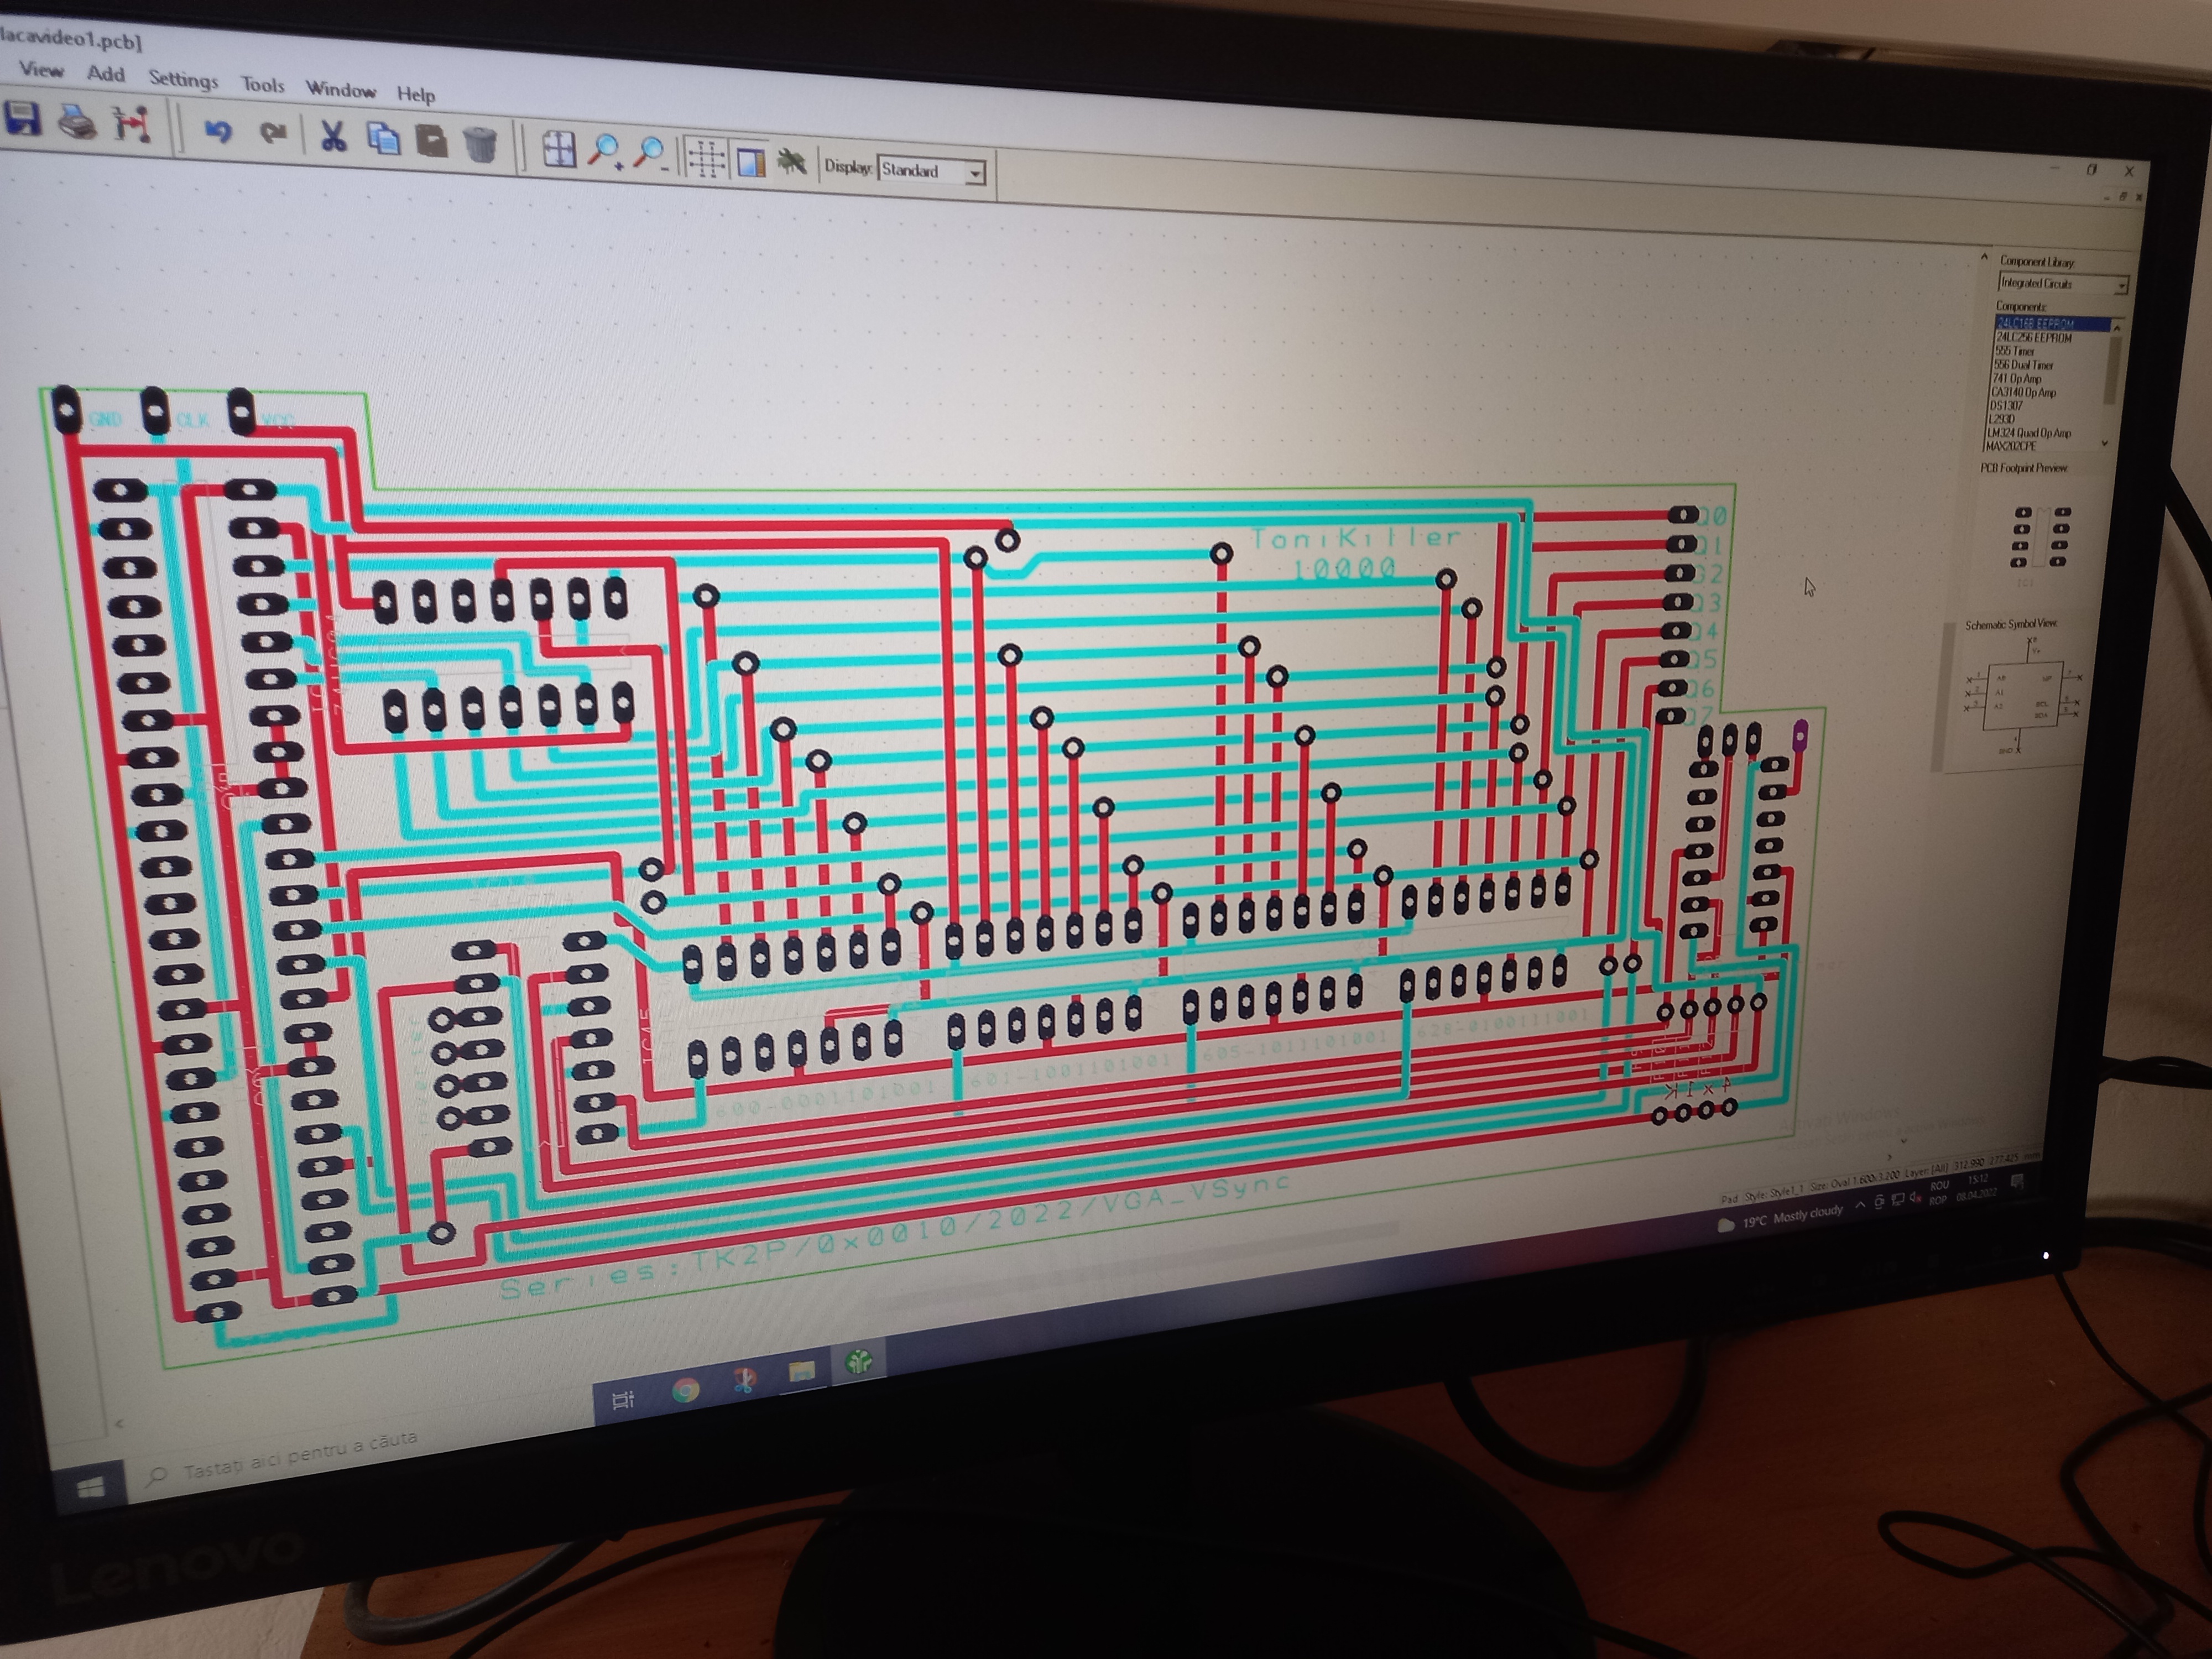 lacavideo1.pcb]
View Add Settings Tools Window Help
Display: Standard
Component Library:
Integrated Circuits
Components:
24LC16B EEPROM
24LC256 EEPROM
555 Timer
556 Dual Timer
741 Op Amp
CA3140 Op Amp
DS1307
L293D
LM324 Quad Op Amp
MAX202CPE
PCB Footprint Preview:
Schematic Symbol View:
GND CLK VCC
ToniKiller
10000
Q0
Q1
Q2
Q3
Q4
Q5
Q6
Q7
inverter
600-0001101001
601-1001101001
605-1011101001
628-0100111001
4x1K
Series:TK2P/0x0010/2022/VGA_VSync
Pad Style: Style1_1 Size: Oval 1.600/3.200 Layer: [All] 312.990 277.425 mm
19°C Mostly cloudy
ROU
ROP
15:12
08.04.2022
Tastați aici pentru a căuta
Lenovo